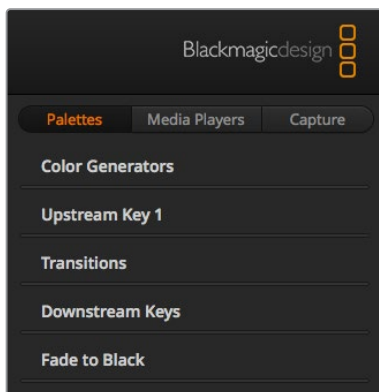 Blackmagicdesign
Palettes Media Players Capture
Color Generators
Upstream Key 1
Transitions
Downstream Keys
Fade to Black